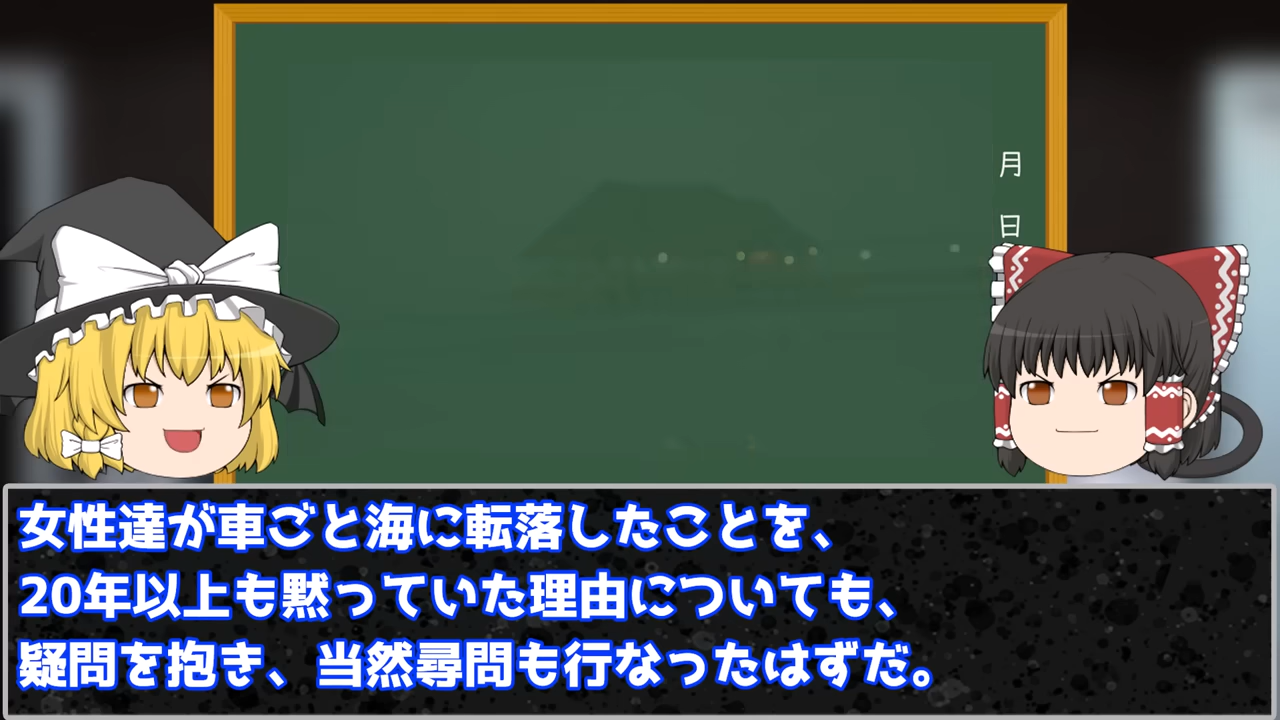 月
日
女性達が車ごと海に転落したことを、
20年以上も黙っていた理由についても、
疑問を抱き、当然尋問も行なったはずだ。